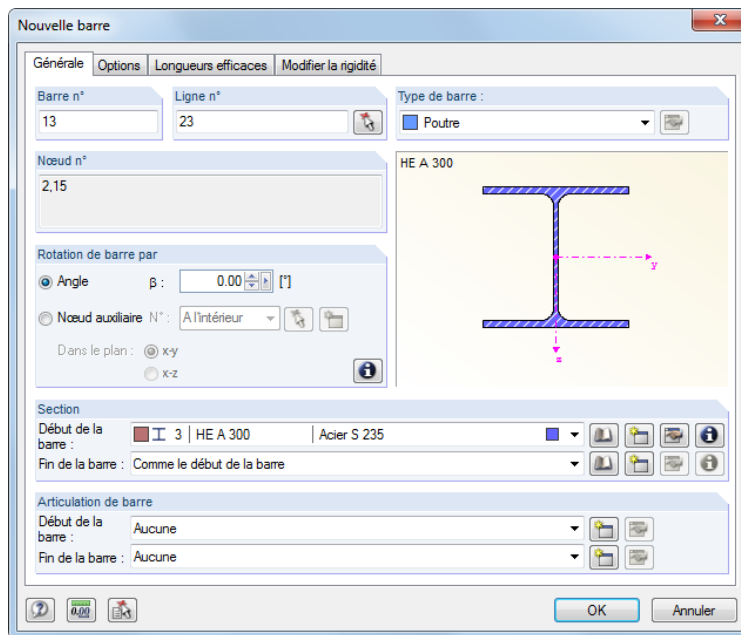 Nouvelle barre
Générale Options Longueurs efficaces Modifier la rigidité
Barre n° Ligne n° Type de barre :
13 23 Poutre
Nœud n°
2,15
HE A 300
y
z
Rotation de barre par
Angle β : 0.00 [°]
Nœud auxiliaire N° : A l'intérieur
Dans le plan : x-y
x-z
Section
Début de la barre : 3 HE A 300 Acier S 235
Fin de la barre : Comme le début de la barre
Articulation de barre
Début de la barre : Aucune
Fin de la barre : Aucune
0.00
OK Annuler